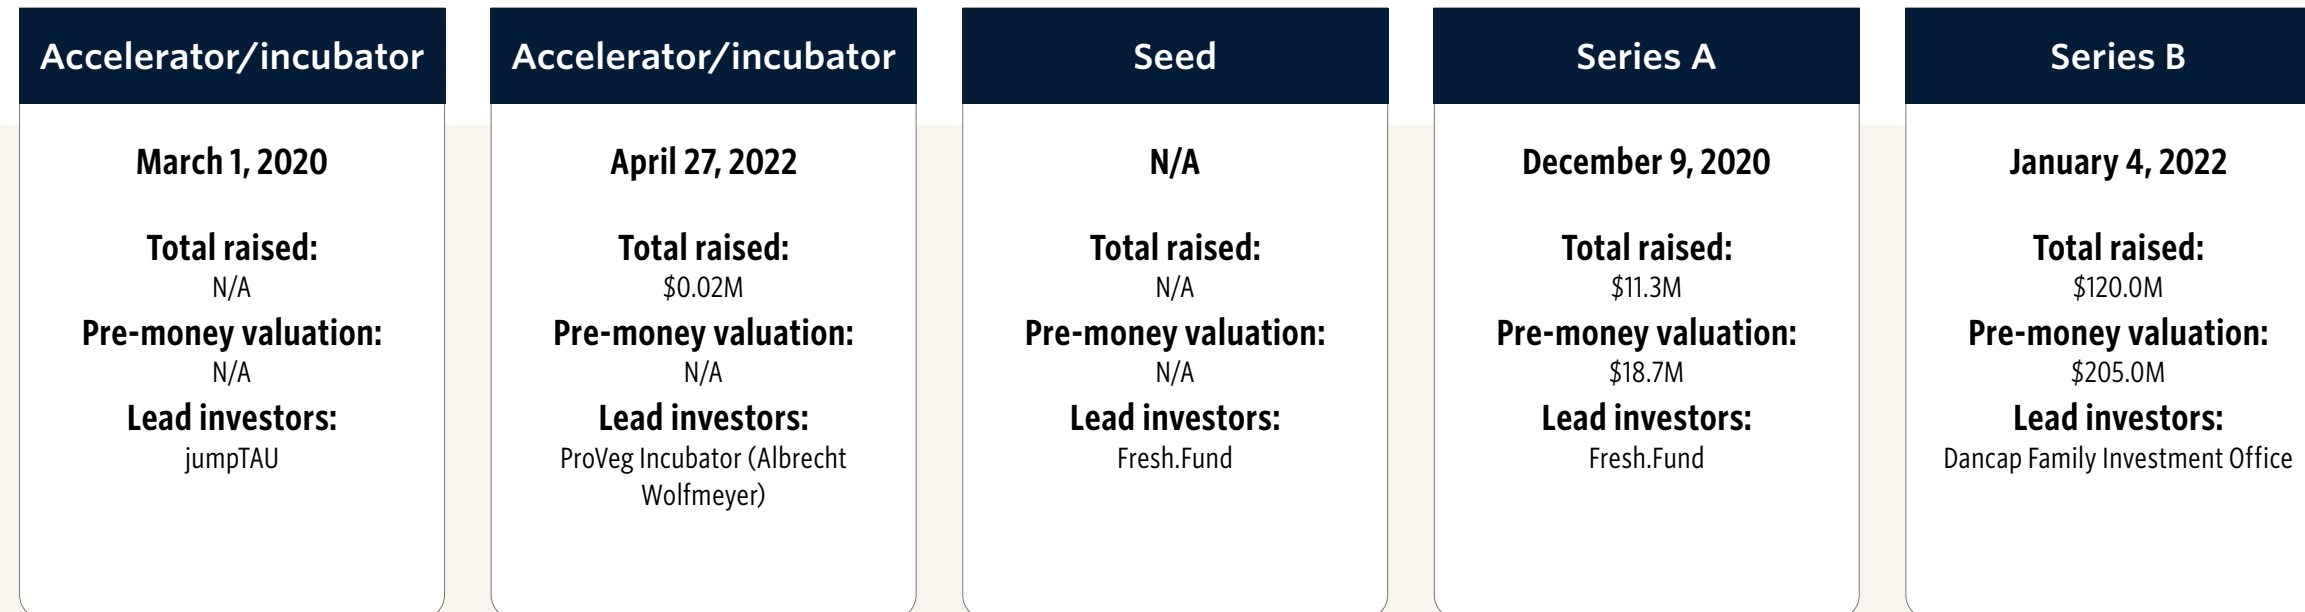 Accelerator/incubator
March 1, 2020
Total raised:
N/A
Pre-money valuation:
N/A
Lead investors:
jumpTAU
Accelerator/incubator
April 27, 2022
Total raised:
$0.02M
Pre-money valuation:
N/A
Lead investors:
ProVeg Incubator (Albrecht
Wolfmeyer)
Seed
N/A
Total raised:
N/A
Pre-money valuation:
N/A
Lead investors:
Fresh.Fund
Series A
December 9, 2020
Total raised:
$11.3M
Pre-money valuation:
$18.7M
Lead investors:
Fresh.Fund
Series B
January 4, 2022
Total raised:
$120.0M
Pre-money valuation:
$205.0M
Lead investors:
Dancap Family Investment Office